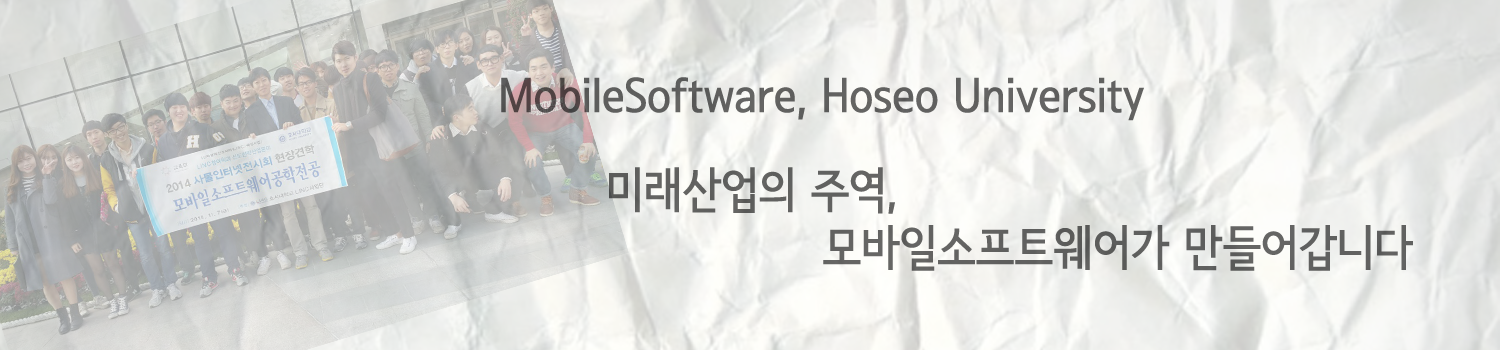 MobileSoftware, Hoseo University
미래산업의 주역,
모바일소프트웨어가 만들어갑니다
2014 사물인터넷전시회 현장견학
모바일소프트웨어공학전공